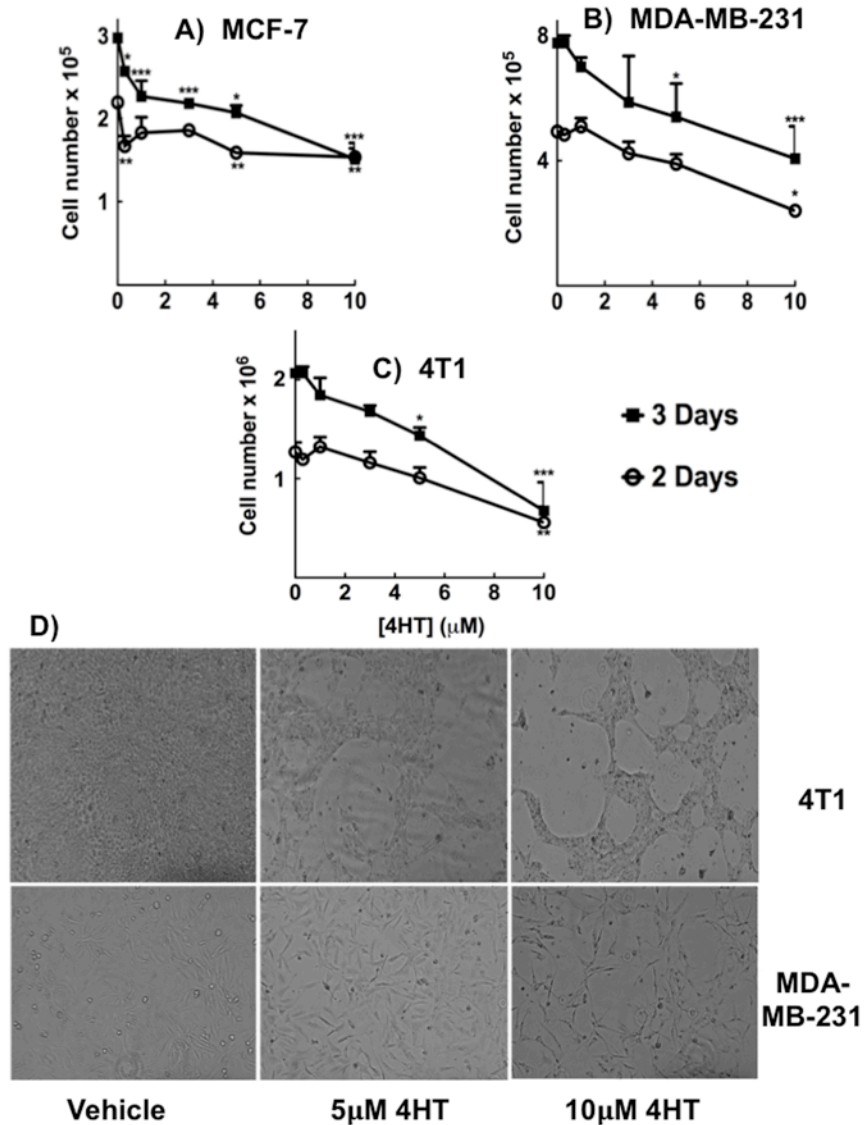 A) MCF-7
Cell number x 10⁵
3
2
1
0 2 4 6 8 10
* *** *** * ***
** ** **
B) MDA-MB-231
Cell number x 10⁵
8
4
0 2 4 6 8 10
* ***
*
C) 4T1
Cell number x 10⁶
2
1
0 2 4 6 8 10
* ***
**
[4HT] (μM)
3 Days
2 Days
D)
4T1
MDA-
MB-231
Vehicle 5μM 4HT 10μM 4HT